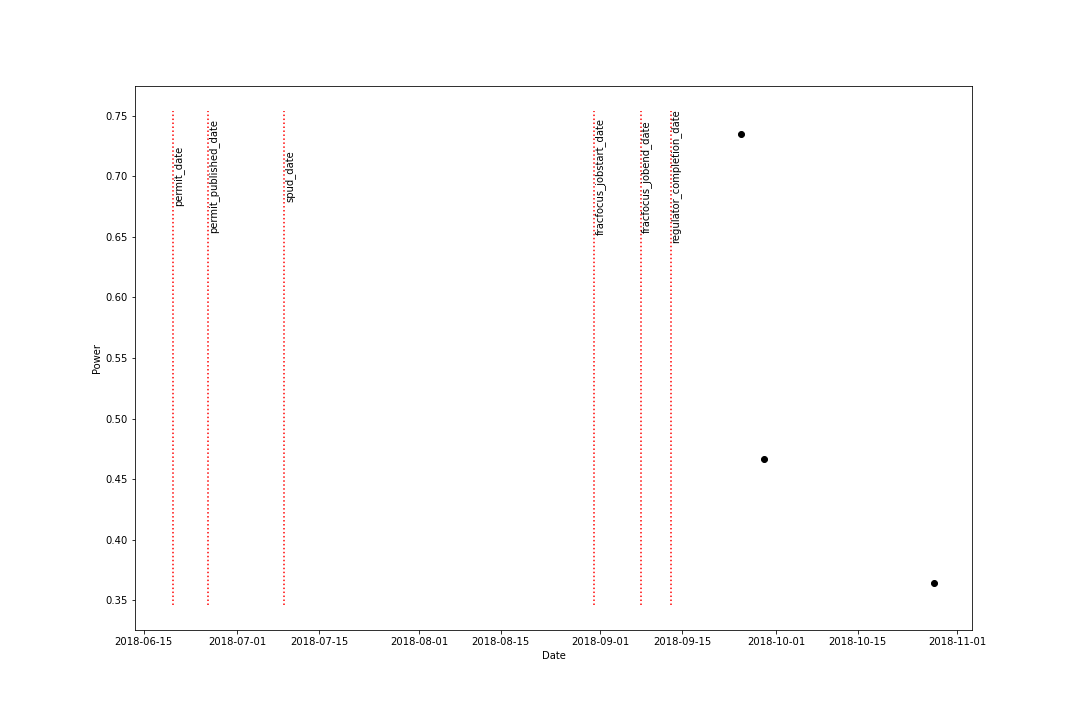 0.75
0.70
0.65
0.60
0.55
0.50
0.45
0.40
0.35
Power
permit_date
permit_published_date
spud_date
fracfocus_jobstart_date
fracfocus_jobend_date
regulator_completion_date
2018-06-15
2018-07-01
2018-07-15
2018-08-01
2018-08-15
2018-09-01
2018-09-15
2018-10-01
2018-10-15
2018-11-01
Date